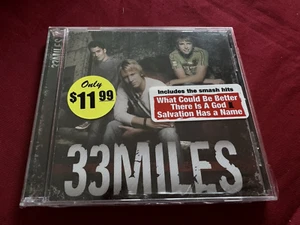 33MILES
Only
$11.99
Includes the smash hits
What Could Be Better
There Is A God
Salvation Has a Name
33MILES